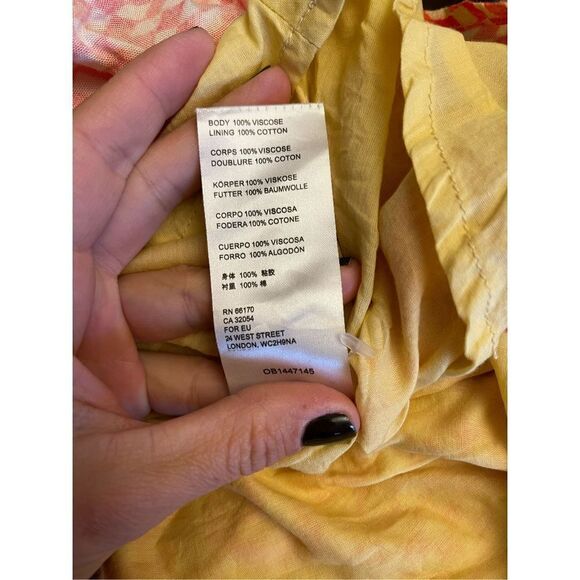 BODY 100% VISCOSE
LINING 100% COTTON
CORPS 100% VISCOSE
DOUBLURE 100% COTON
KÖRPER 100% VISKOSE
FUTTER 100% BAUMWOLLE
CORPO 100% VISCOSA
FODERA 100% COTONE
CUERPO 100% VISCOSA
FORRO 100% ALGODÓN
身体 100% 粘胶
衬里 100% 棉
RN 66170
CA 32054
FOR EU
24 WEST STREET
LONDON, WC2H9NA
OB1447145